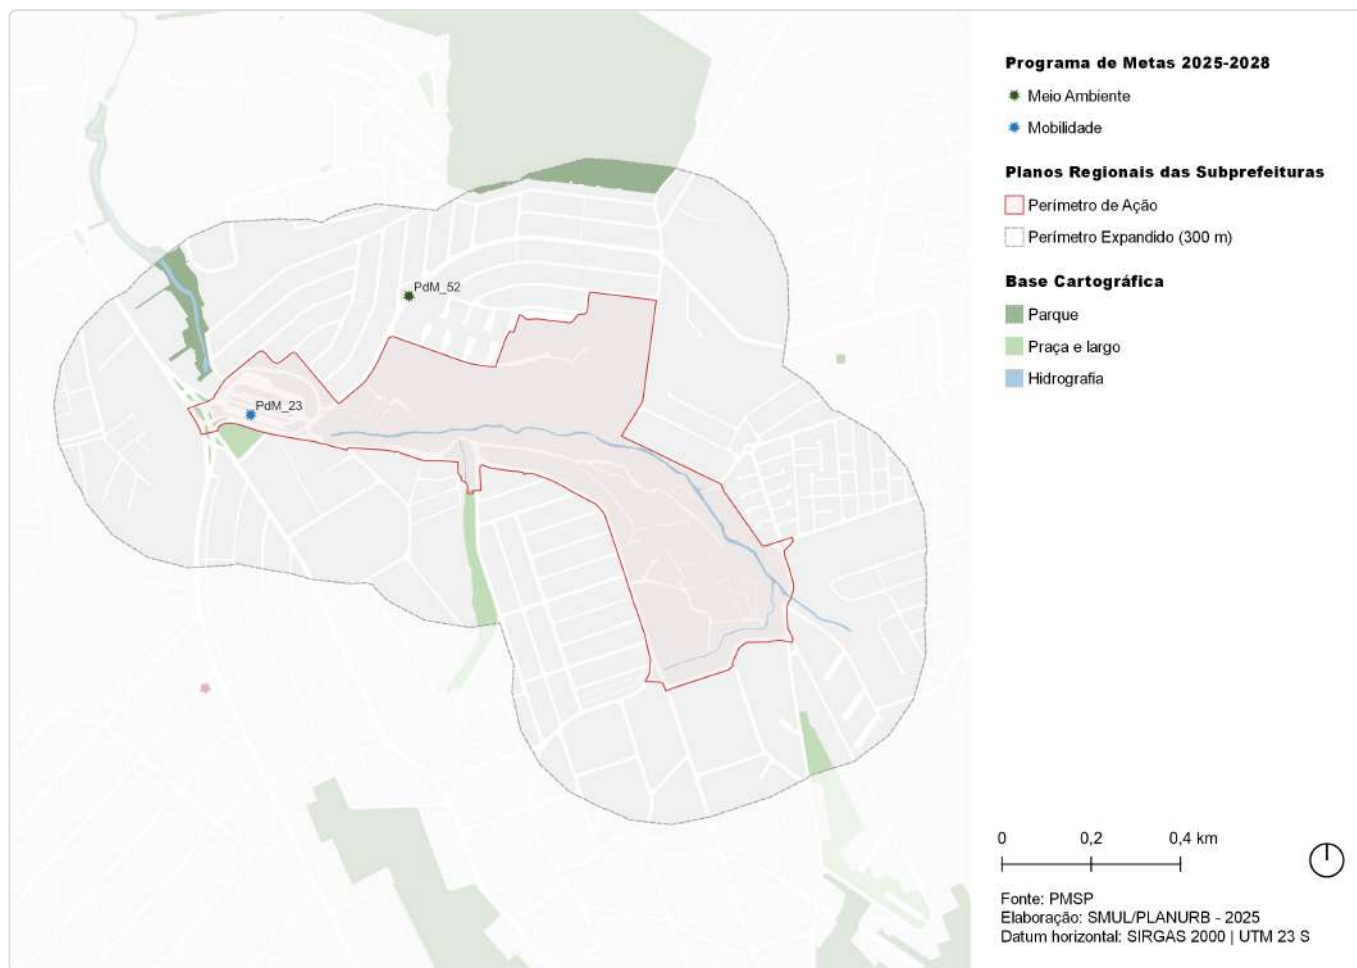 Programa de Metas 2025-2028
Meio Ambiente
Mobilidade
Planos Regionais das Subprefeituras
Perímetro de Ação
Perímetro Expandido (300 m)
Base Cartográfica
Parque
Praça e largo
Hidrografia
PdM_52
PdM_23
0 0,2 0,4 km
Fonte: PMSP
Elaboração: SMUL/PLANURB - 2025
Datum horizontal: SIRGAS 2000 | UTM 23 S